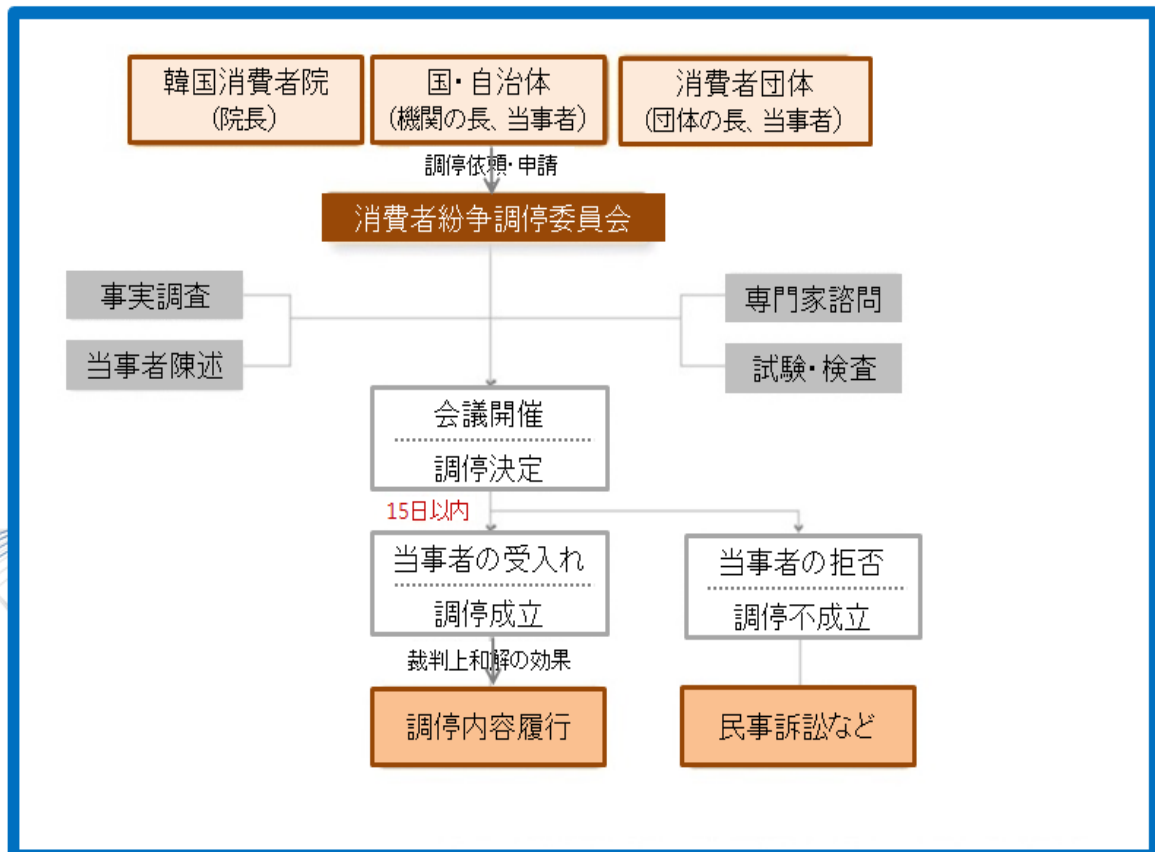 韓国消費者院
(院長)
国・自治体
(機関の長、当事者)
消費者団体
(団体の長、当事者)
調停依頼・申請
消費者紛争調停委員会
事実調査
専門家諮問
当事者陳述
試験・検査
会議開催
調停決定
15日以内
当事者の受入れ
調停成立
当事者の拒否
調停不成立
裁判上和解の効果
調停内容履行
民事訴訟など